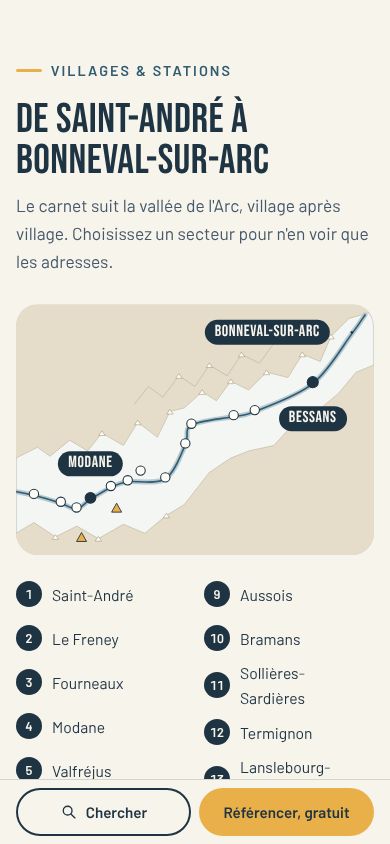 VILLAGES & STATIONS
DE SAINT-ANDRÉ À
BONNEVAL-SUR-ARC
Le carnet suit la vallée de l'Arc, village après
village. Choisissez un secteur pour n'en voir que
les adresses.
BONNEVAL-SUR-ARC
BESSANS
MODANE
1 Saint-André
2 Le Freney
3 Fourneaux
4 Modane
5 Valfréjus
9 Aussois
10 Bramans
11 Sollières-
Sardières
12 Termignon
13 Lanslebourg-
Chercher
Référencer, gratuit